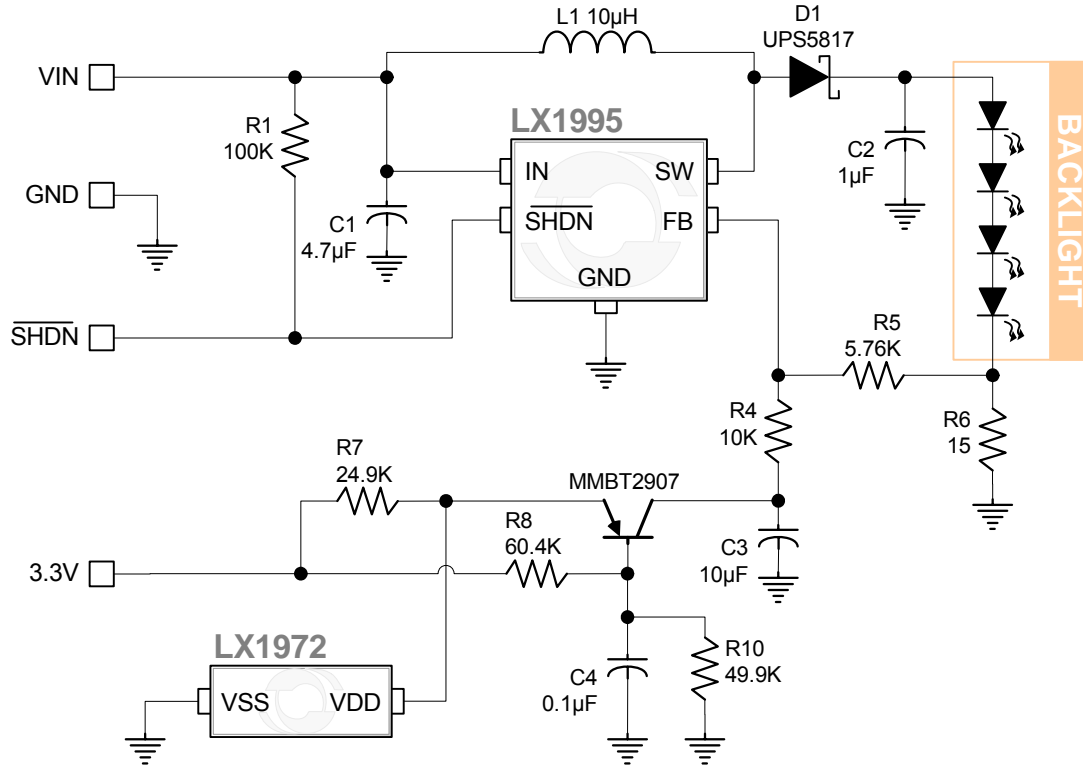 L1 10µH
D1
UPS5817
VIN
R1
100K
LX1995
IN
SW
C2
1µF
BACKLIGHT
GND
C1
4.7µF
SHDN
FB
GND
SHDN
R5
5.76K
R4
10K
R6
15
R7
24.9K
MMBT2907
R8
60.4K
C3
10µF
3.3V
LX1972
VSS
VDD
C4
0.1µF
R10
49.9K